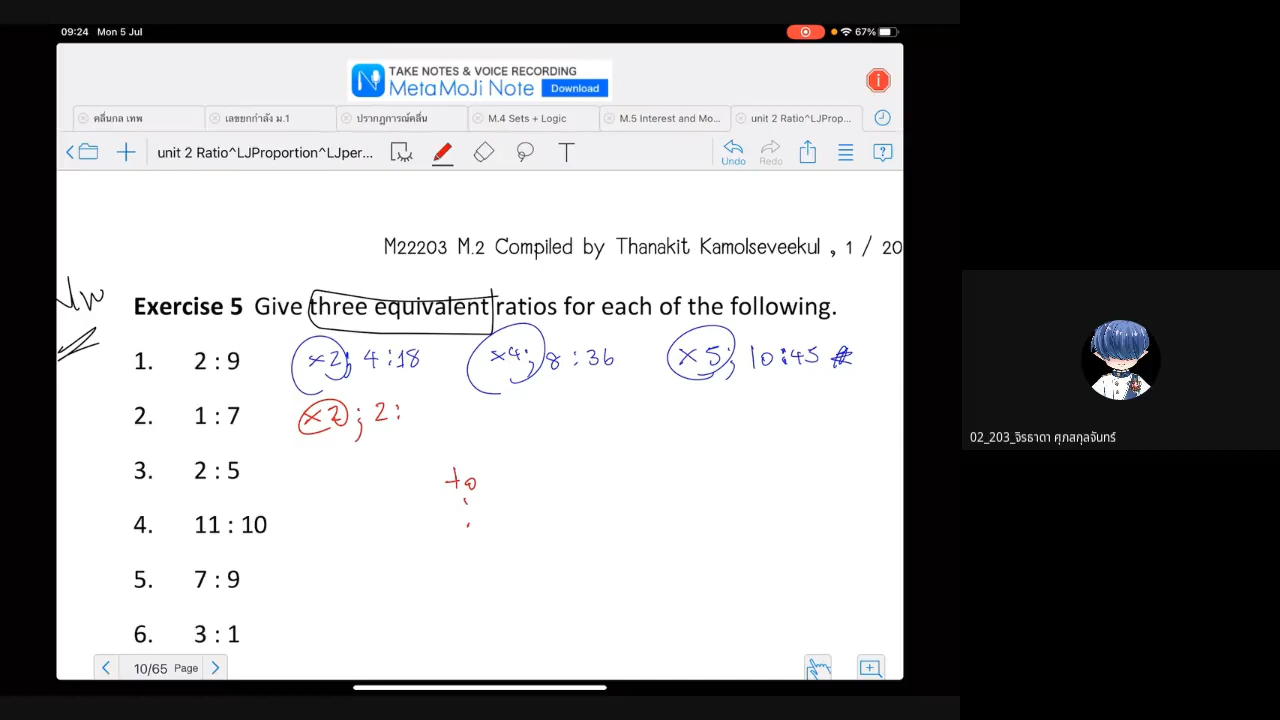 09:24 Mon 5 Jul 67%
TAKE NOTES & VOICE RECORDING
MetaMoJi Note Download
คลื่นกล เทพ เลขยกกำลัง ม.1 ปรากฏการณ์คลื่น M.4 Sets + Logic M.5 Interest and Mo... unit 2 Ratio^LJProp...
unit 2 Ratio^LJProportion^LJper... Undo Redo
M22203 M.2 Compiled by Thanakit Kamolseveekul , 1 / 20
Exercise 5 Give three equivalent ratios for each of the following.
1. 2 : 9 ×2; 4:18 ×4; 8:36 ×5; 10:45
2. 1 : 7 ×2; 2:
3. 2 : 5
to
:
4. 11 : 10
5. 7 : 9
6. 3 : 1
10/65 Page
02_203_จิรธาดา ศุภสกุลจันทร์